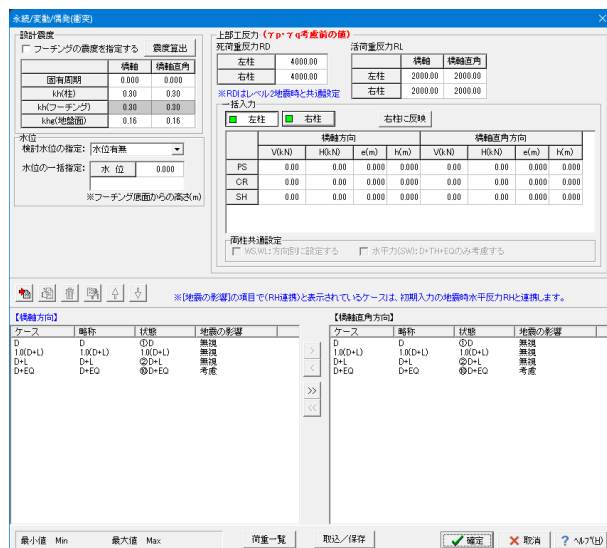 永続/変動/偶発(衝突)
設計震度
フーチングの震度を指定する 震度算出
橋軸 橋軸直角
固有周期 0.000 0.000
kh(柱) 0.30 0.30
kh(フーチング) 0.30 0.30
khg(地盤面) 0.16 0.16
水位
検討水位の指定: 水位有無
水位の一括指定: 水 位 0.000
※フーチング底面からの高さ(m)
上部工反力 (γp・γq考慮前の値)
死荷重反力RD
左柱 4000.00
右柱 4000.00
※RDはレベル2地震時と共通設定
活荷重反力RL
橋軸 橋軸直角
左柱 2000.00 2000.00
右柱 2000.00 2000.00
一括入力
左柱 右柱 右柱に反映
橋軸方向 橋軸直角方向
V(kN) H(kN) e(m) h(m) V(kN) H(kN) e(m) h(m)
PS 0.00 0.00 0.000 0.000 0.00 0.00 0.000 0.000
CR 0.00 0.00 0.000 0.000 0.00 0.00 0.000 0.000
SH 0.00 0.00 0.000 0.000 0.00 0.00 0.000 0.000
両柱共通設定
WS,WL:方向別に設定する 水平力(SW):D+TH+EQのみ考慮する
※[地震の影響]の項目で(RH連携)と表示されているケースは、初期入力の地震時水平反力RHと連携します。
【橋軸方向】
ケース 略称 状態 地震の影響
D D ①D 無視
1.0(D+L) 1.0(D+L) 1.0(D+L) 無視
D+L D+L ②D+L 無視
D+EQ D+EQ ⑩D+EQ 考慮
>
<
>>
<<
【橋軸直角方向】
ケース 略称 状態 地震の影響
D D ①D 無視
1.0(D+L) 1.0(D+L) 1.0(D+L) 無視
D+L D+L ②D+L 無視
D+EQ D+EQ ⑩D+EQ 考慮
最小値 Min 最大値 Max 荷重一覧 取込/保存 確定 取消 ? ヘルプ(H)